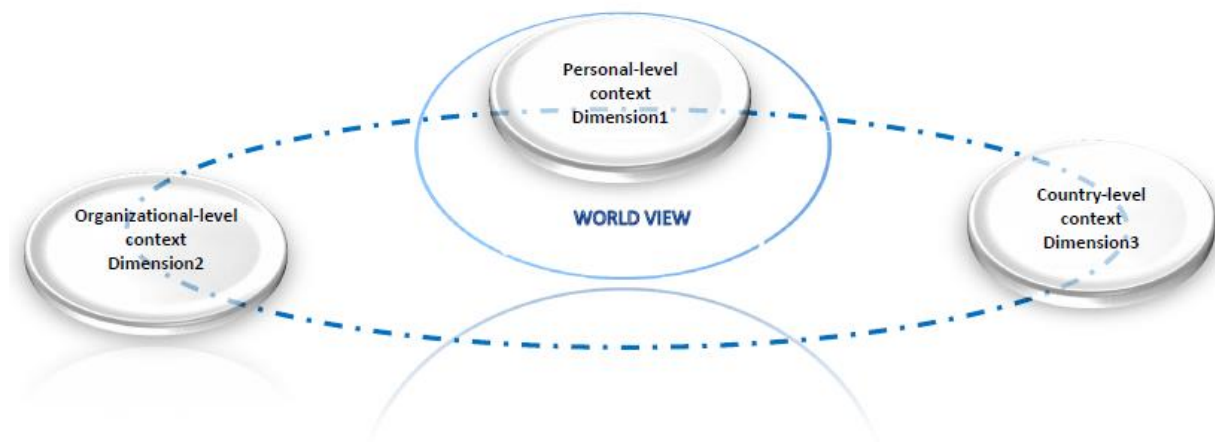 Personal-level
context
Dimension1
WORLD VIEW
Organizational-level
context
Dimension2
Country-level
context
Dimension3